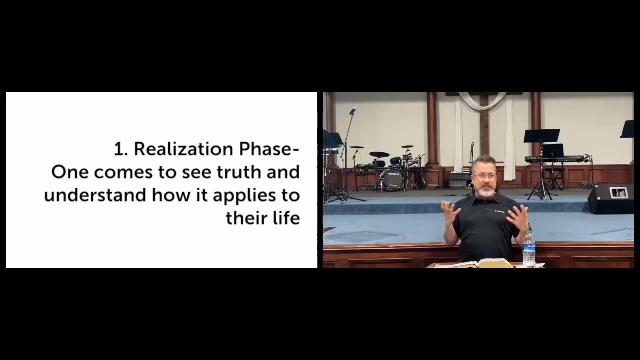 1. Realization Phase-
One comes to see truth and
understand how it applies to
their life